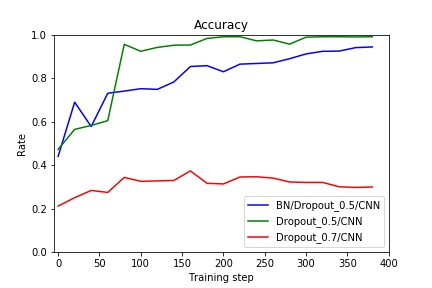 Accuracy
1.0
0.8
0.6
0.4
0.2
0.0
Rate
BN/Dropout_0.5/CNN
Dropout_0.5/CNN
Dropout_0.7/CNN
0 50 100 150 200 250 300 350 400
Training step